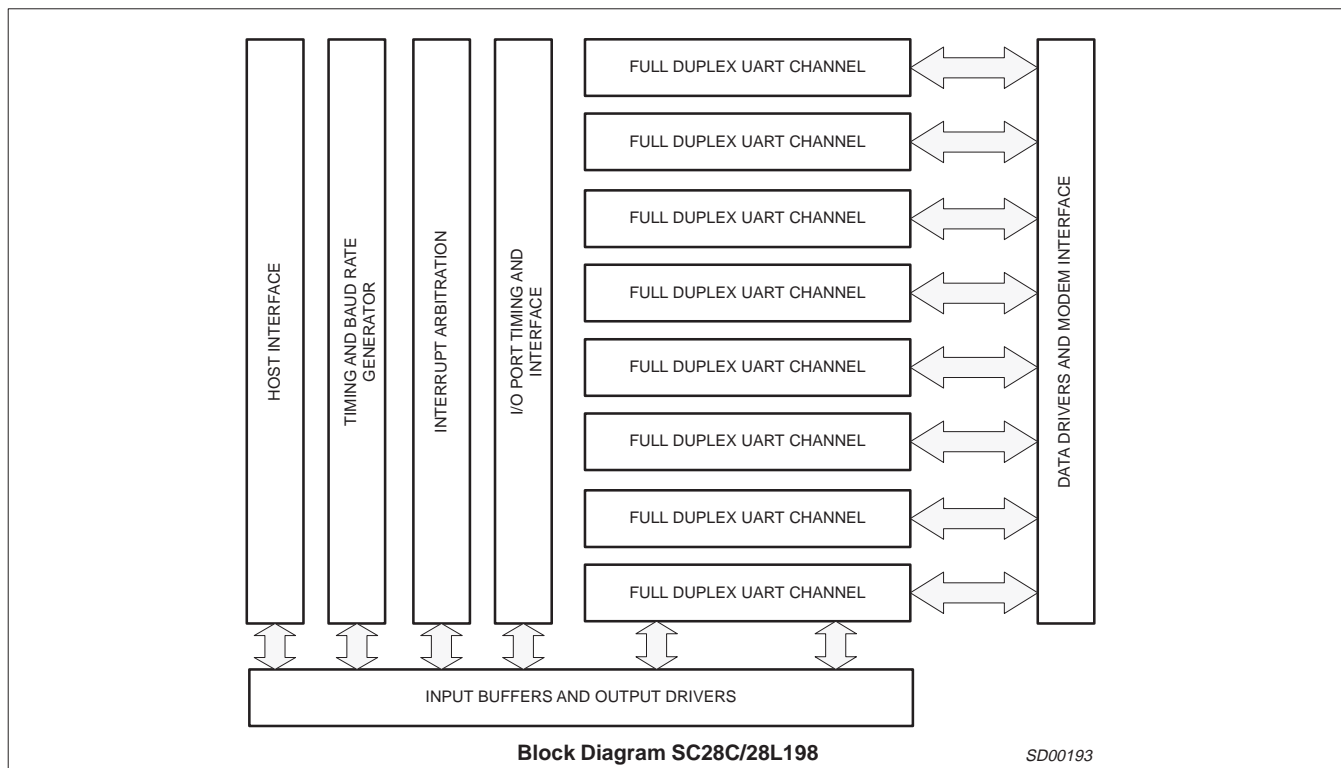 HOST INTERFACE
TIMING AND BAUD RATE
GENERATOR
INTERRUPT ARBITRATION
I/O PORT TIMING AND
INTERFACE
FULL DUPLEX UART CHANNEL
FULL DUPLEX UART CHANNEL
FULL DUPLEX UART CHANNEL
FULL DUPLEX UART CHANNEL
FULL DUPLEX UART CHANNEL
FULL DUPLEX UART CHANNEL
FULL DUPLEX UART CHANNEL
FULL DUPLEX UART CHANNEL
DATA DRIVERS AND MODEM INTERFACE
INPUT BUFFERS AND OUTPUT DRIVERS
Block Diagram SC28C/28L198
SD00193